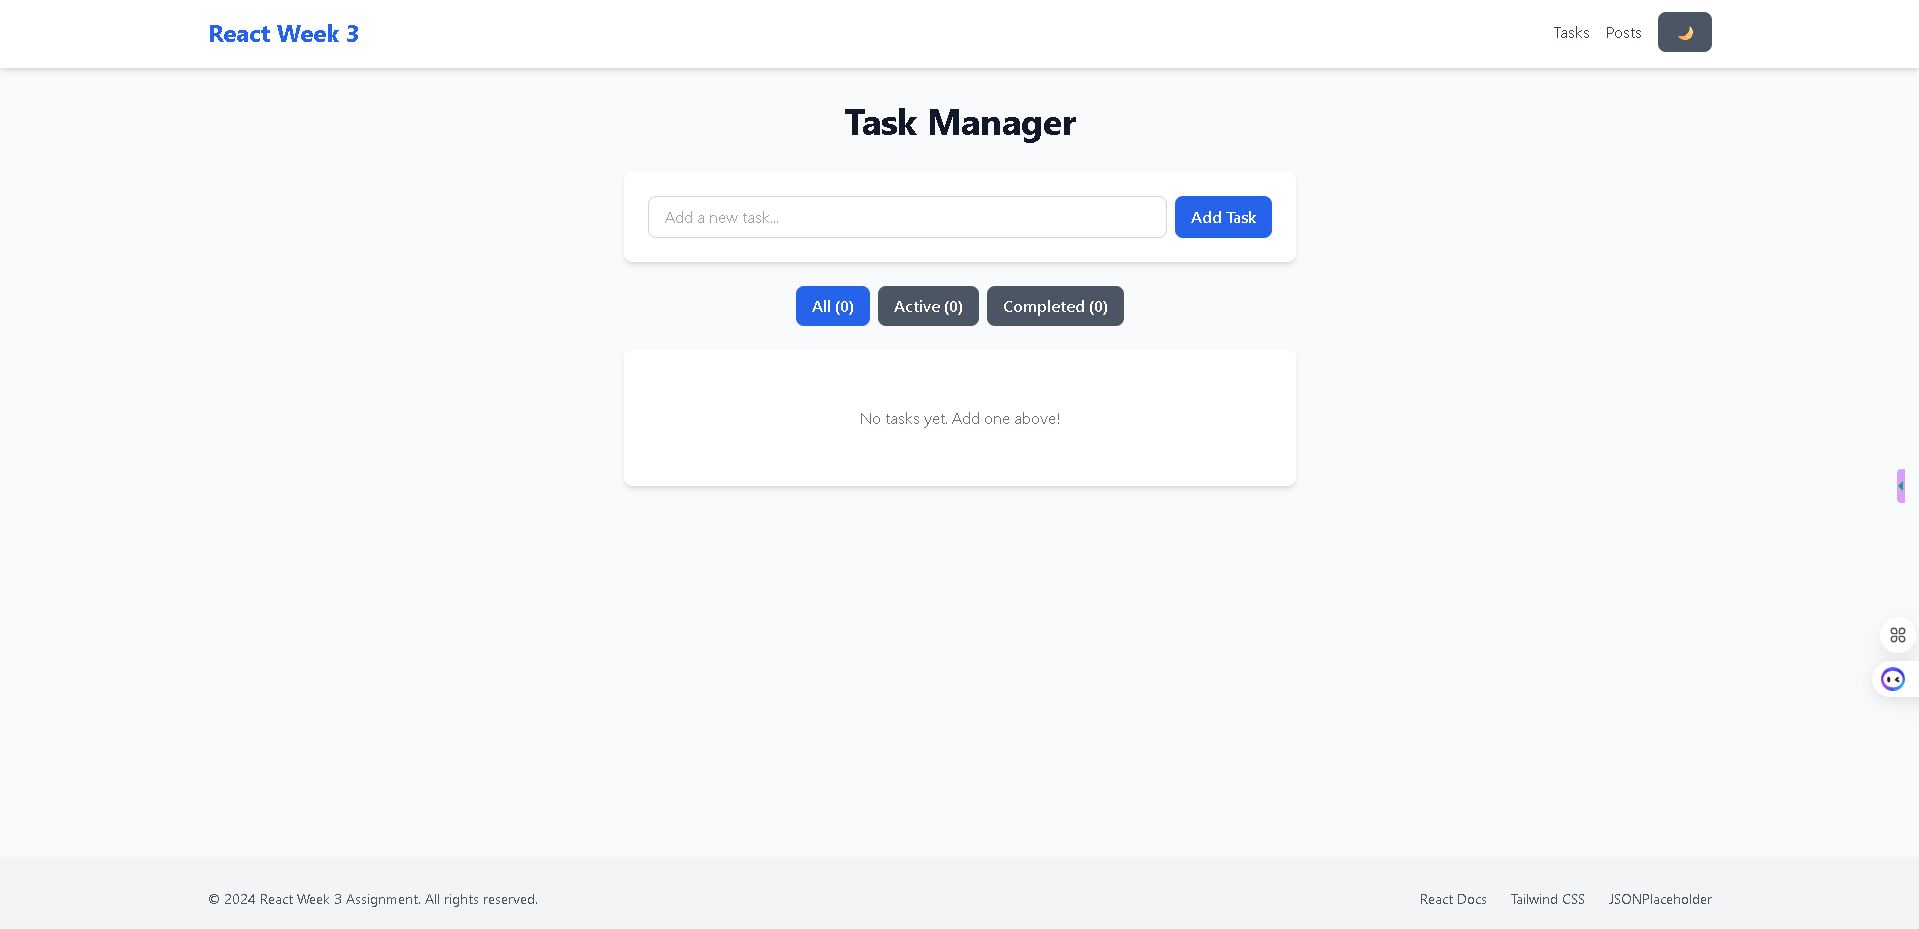 React Week 3
Tasks Posts
Task Manager
Add a new task...
Add Task
All (0)
Active (0)
Completed (0)
No tasks yet. Add one above!
© 2024 React Week 3 Assignment. All rights reserved.
React Docs Tailwind CSS JSONPlaceholder